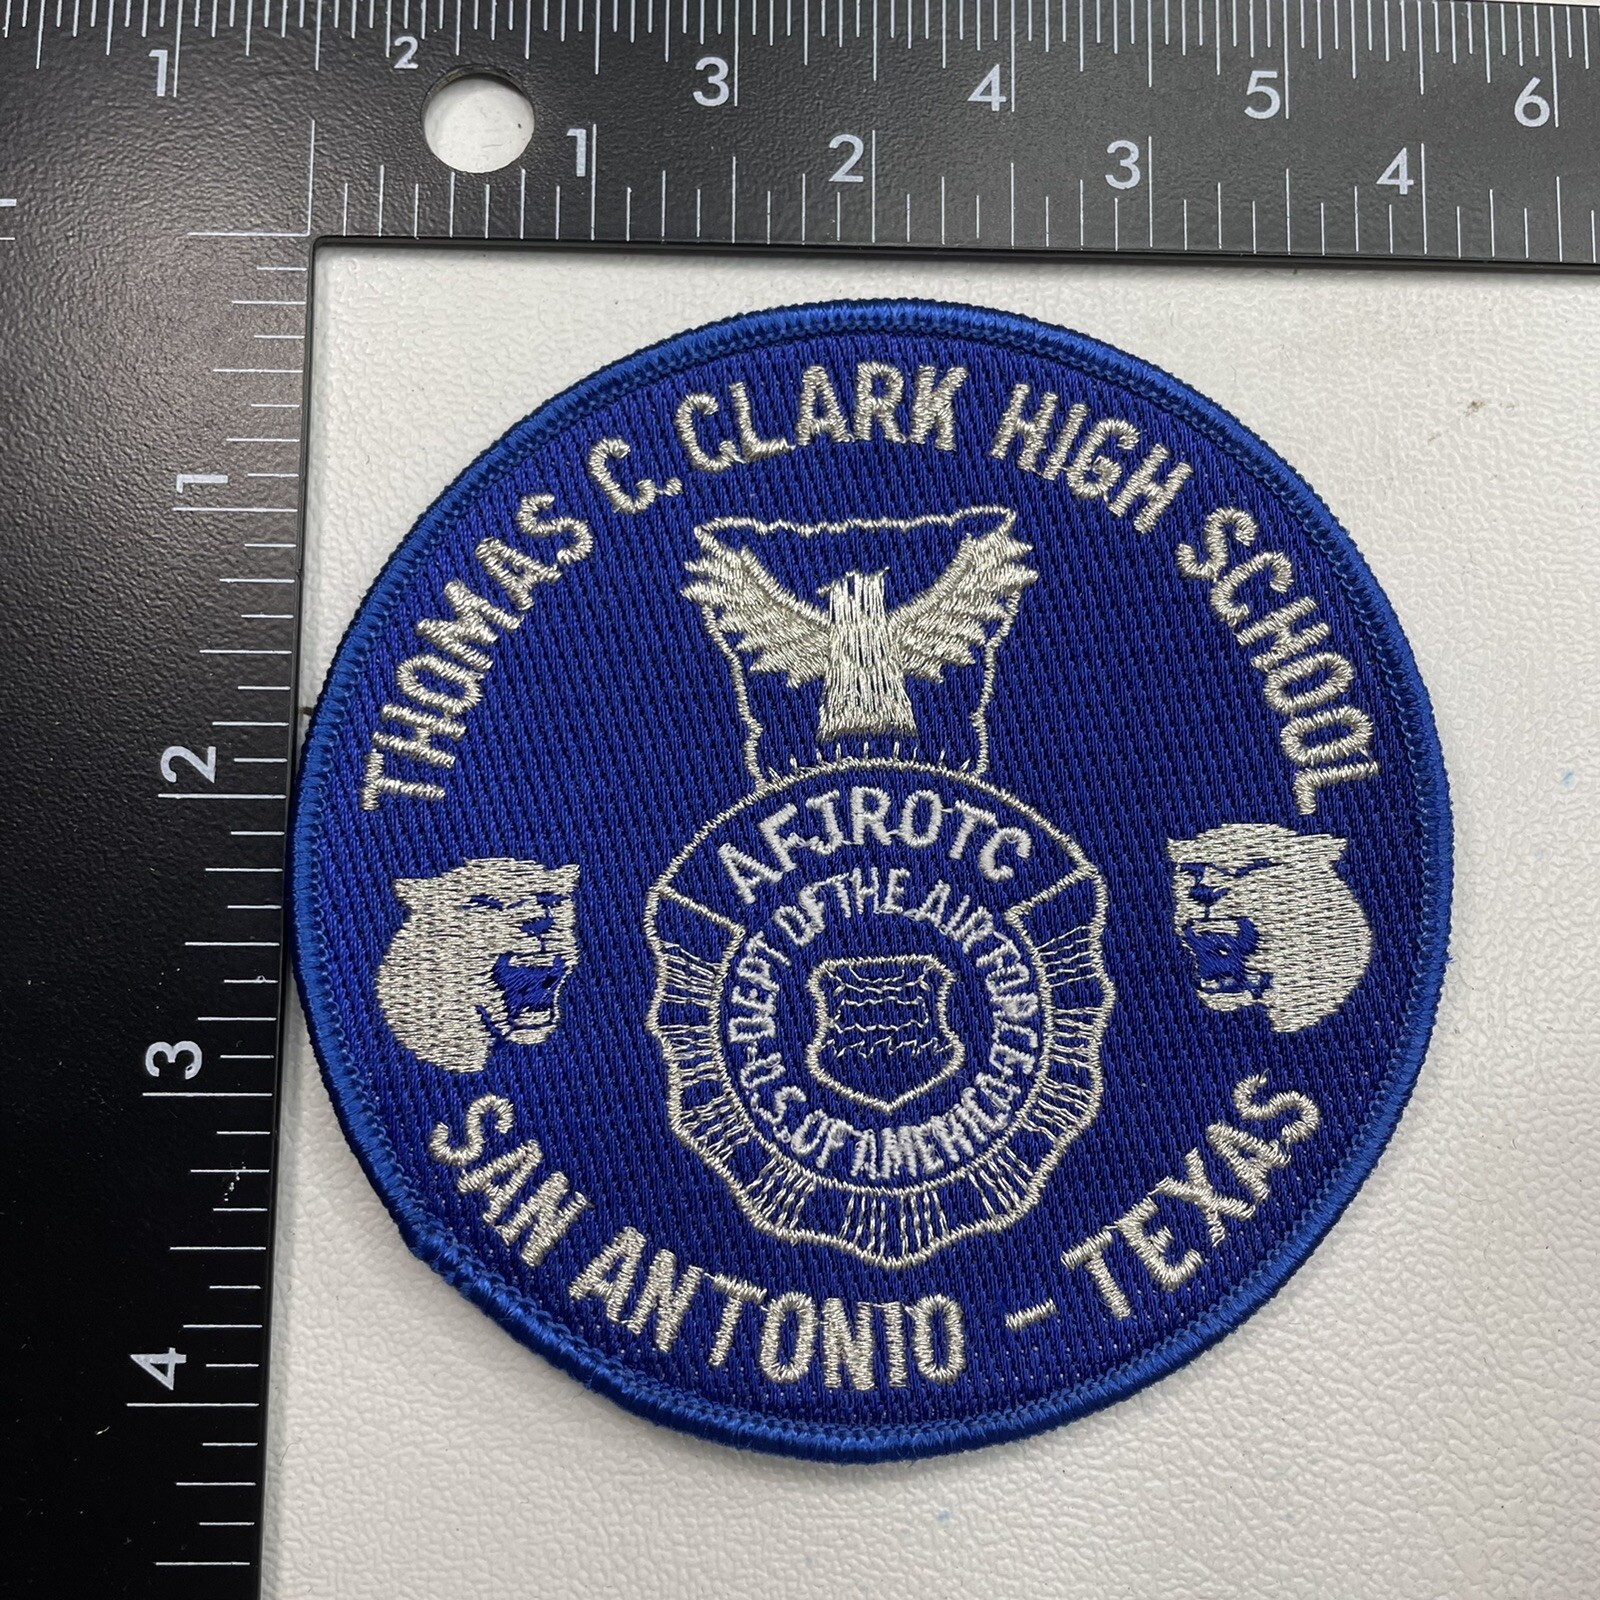 1 2 3 4 5 6
1 2 3 4
1
2
3
4
THOMAS C. CLARK HIGH SCHOOL
AFJROTC
DEPT OF THE AIR FORCE
U.S. OF AMERICA
SAN ANTONIO - TEXAS